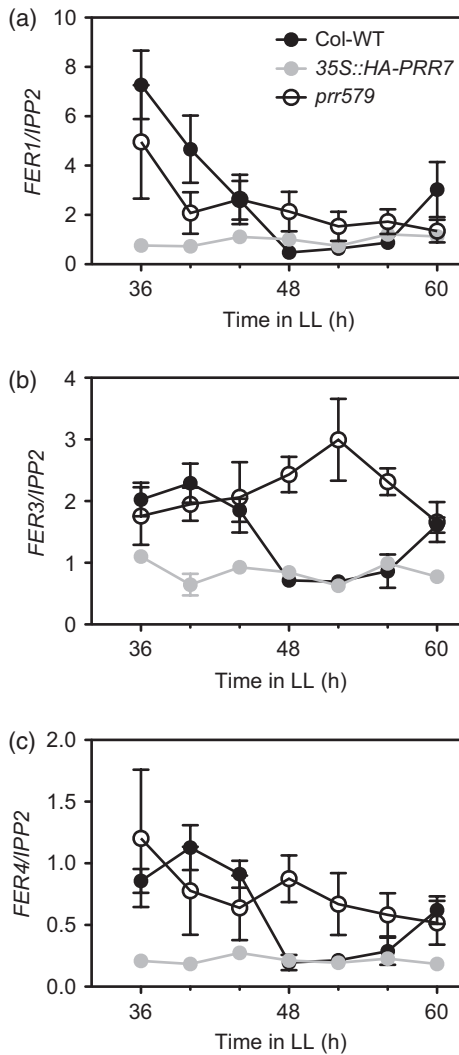 (a)
Col-WT
35S::HA-PRR7
prr579
FER1/IPP2
10
8
6
4
2
0
36
48
60
Time in LL (h)
(b)
FER3/IPP2
4
3
2
1
0
36
48
60
Time in LL (h)
(c)
FER4/IPP2
2.0
1.5
1.0
0.5
0.0
36
48
60
Time in LL (h)